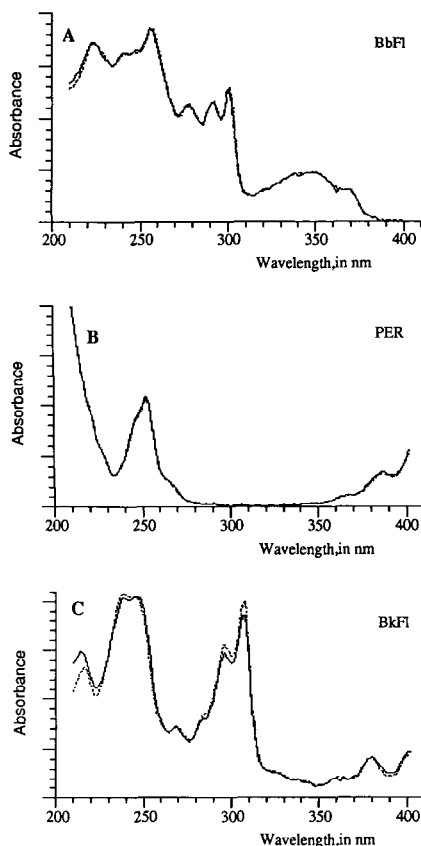 A
BbFl
Absorbance
200 250 300 350 400
Wavelength,in nm
B
PER
Absorbance
200 250 300 350 400
Wavelength,in nm
C
BkFl
Absorbance
200 250 300 350 400
Wavelength,in nm